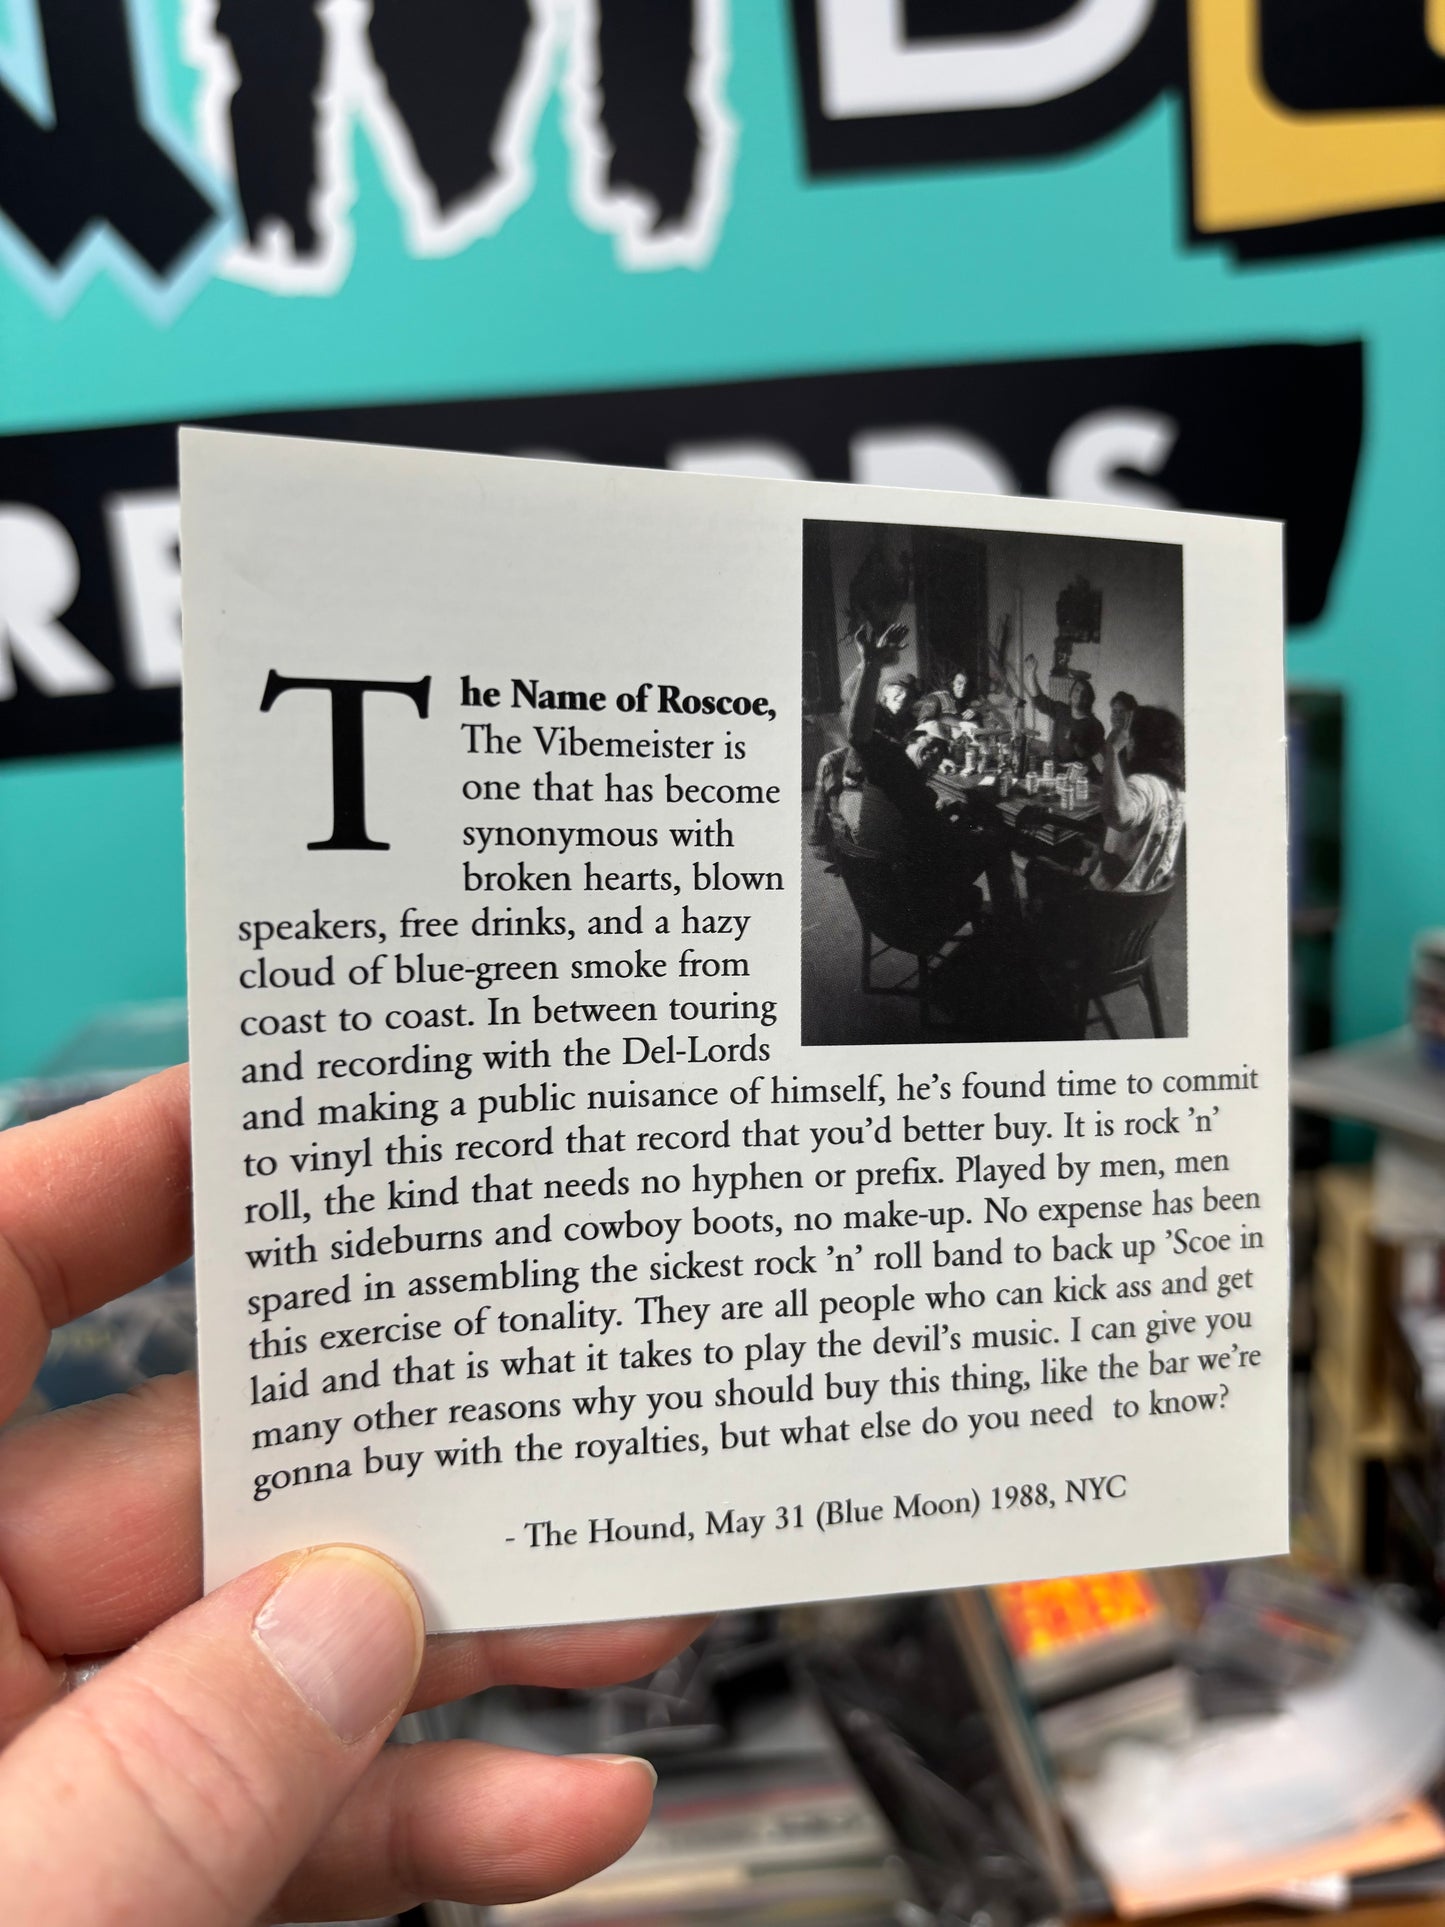 The Name of Roscoe,
The Vibemeister is
one that has become
synonymous with
broken hearts, blown
speakers, free drinks, and a hazy
cloud of blue-green smoke from
coast to coast. In between touring
and recording with the Del-Lords
and making a public nuisance of himself, he's found time to commit
to vinyl this record that record that you'd better buy. It is rock 'n'
roll, the kind that needs no hyphen or prefix. Played by men, men
with sideburns and cowboy boots, no make-up. No expense has been
spared in assembling the sickest rock 'n' roll band to back up 'Scoe in
this exercise of tonality. They are all people who can kick ass and get
laid and that is what it takes to play the devil's music. I can give you
many other reasons why you should buy this thing, like the bar we're
gonna buy with the royalties, but what else do you need to know?
- The Hound, May 31 (Blue Moon) 1988, NYC